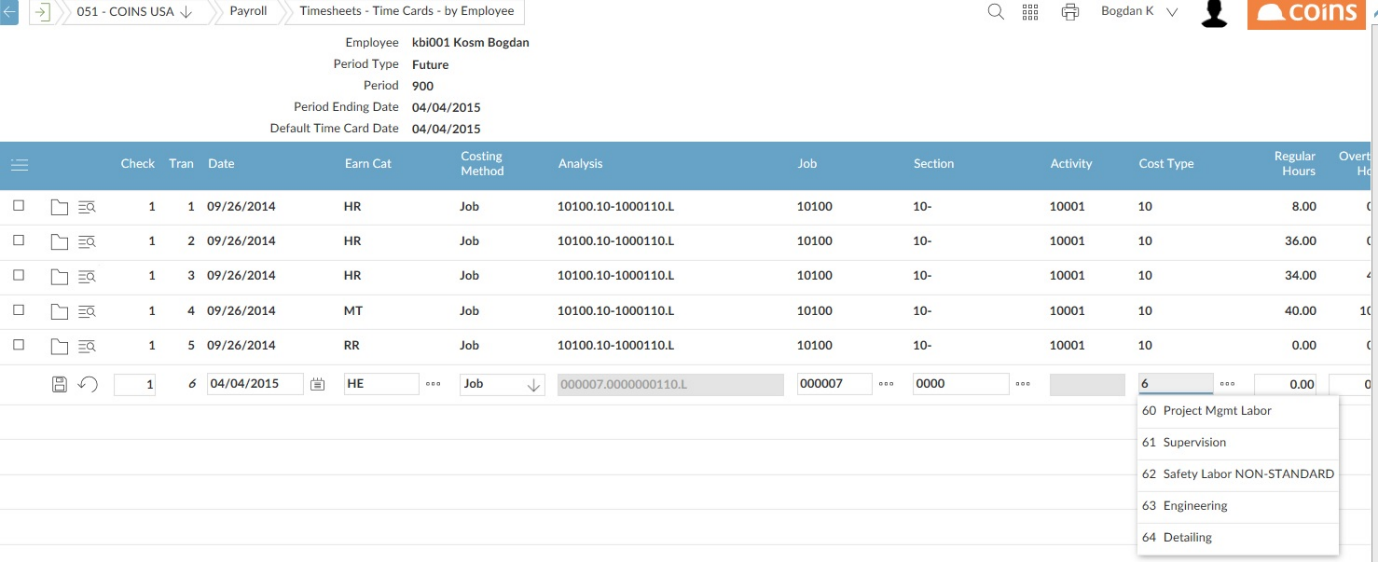 051 - COINS USA Payroll Timesheets - Time Cards - by Employee Bogdan K coins
Employee kbi001 Kosm Bogdan
Period Type Future
Period 900
Period Ending Date 04/04/2015
Default Time Card Date 04/04/2015
Check Tran Date Earn Cat Costing Method Analysis Job Section Activity Cost Type Regular Hours
1 1 09/26/2014 HR Job 10100.10-1000110.L 10100 10- 10001 10 8.00
1 2 09/26/2014 HR Job 10100.10-1000110.L 10100 10- 10001 10 36.00
1 3 09/26/2014 HR Job 10100.10-1000110.L 10100 10- 10001 10 34.00
1 4 09/26/2014 MT Job 10100.10-1000110.L 10100 10- 10001 10 40.00 10
1 5 09/26/2014 RR Job 10100.10-1000110.L 10100 10- 10001 10 0.00
1 6 04/04/2015 HE Job 000007.0000000110.L 000007 0000 6 0.00
60 Project Mgmt Labor
61 Supervision
62 Safety Labor NON-STANDARD
63 Engineering
64 Detailing